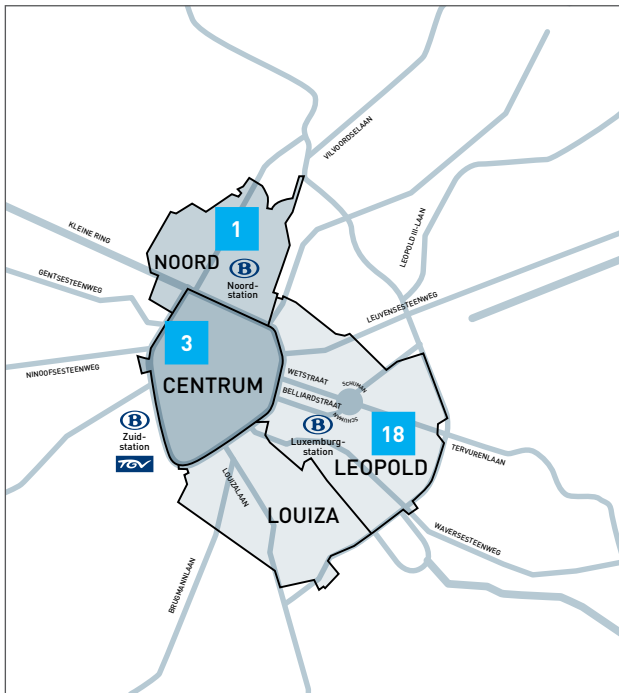 VILVOORDSELAAN
KLEINE RING
1
NOORD
B
Noord-
station
LEOPOLD III-LAAN
GENTSESTEENWEG
LEUVENSESTEENWEG
3
CENTRUM
NINOOFSESTEENWEG
WETSTRAAT
SCHUMAN
BELLIARDSTRAAT
SCHUMAN
B
Zuid-
station
TGV
B
Luxemburg-
station
18
LEOPOLD
TERVURENLAAN
LOUIZALAAN
LOUIZA
WAVERSESTEENWEG
BRUGMANNLAAN